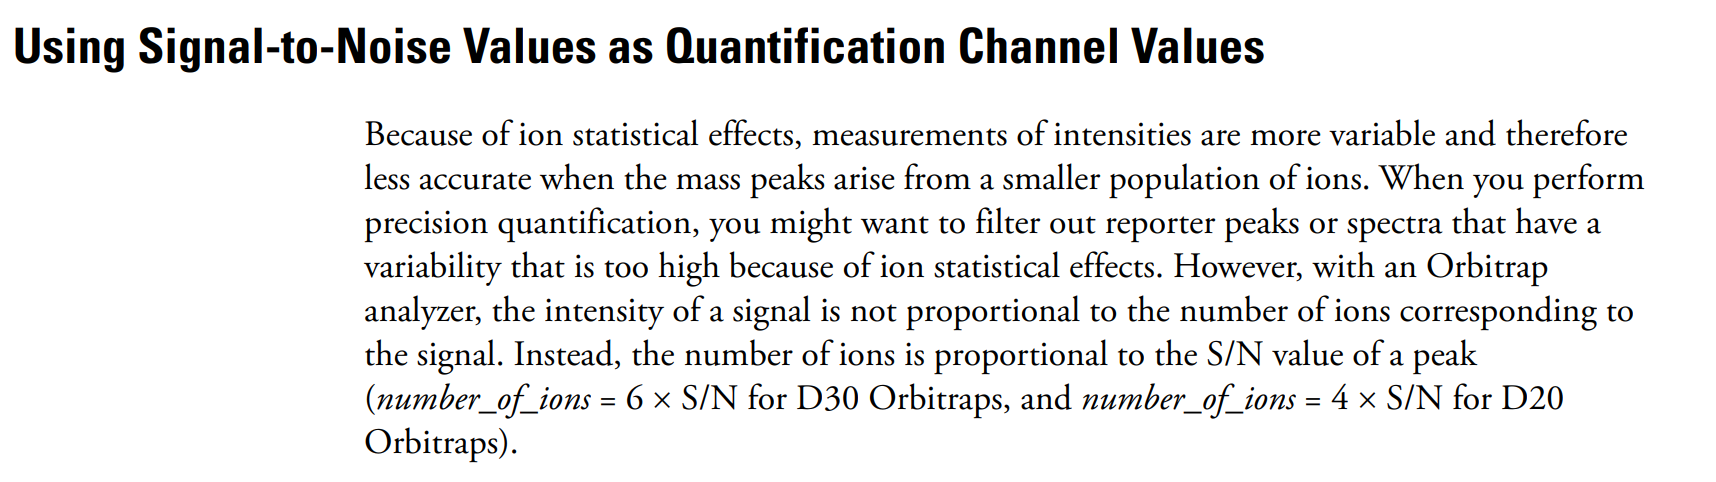 Using Signal-to-Noise Values as Quantification Channel Values
Because of ion statistical effects, measurements of intensities are more variable and therefore
less accurate when the mass peaks arise from a smaller population of ions. When you perform
precision quantification, you might want to filter out reporter peaks or spectra that have a
variability that is too high because of ion statistical effects. However, with an Orbitrap
analyzer, the intensity of a signal is not proportional to the number of ions corresponding to
the signal. Instead, the number of ions is proportional to the S/N value of a peak
(number_of_ions = 6 × S/N for D30 Orbitraps, and number_of_ions = 4 × S/N for D20
Orbitraps).